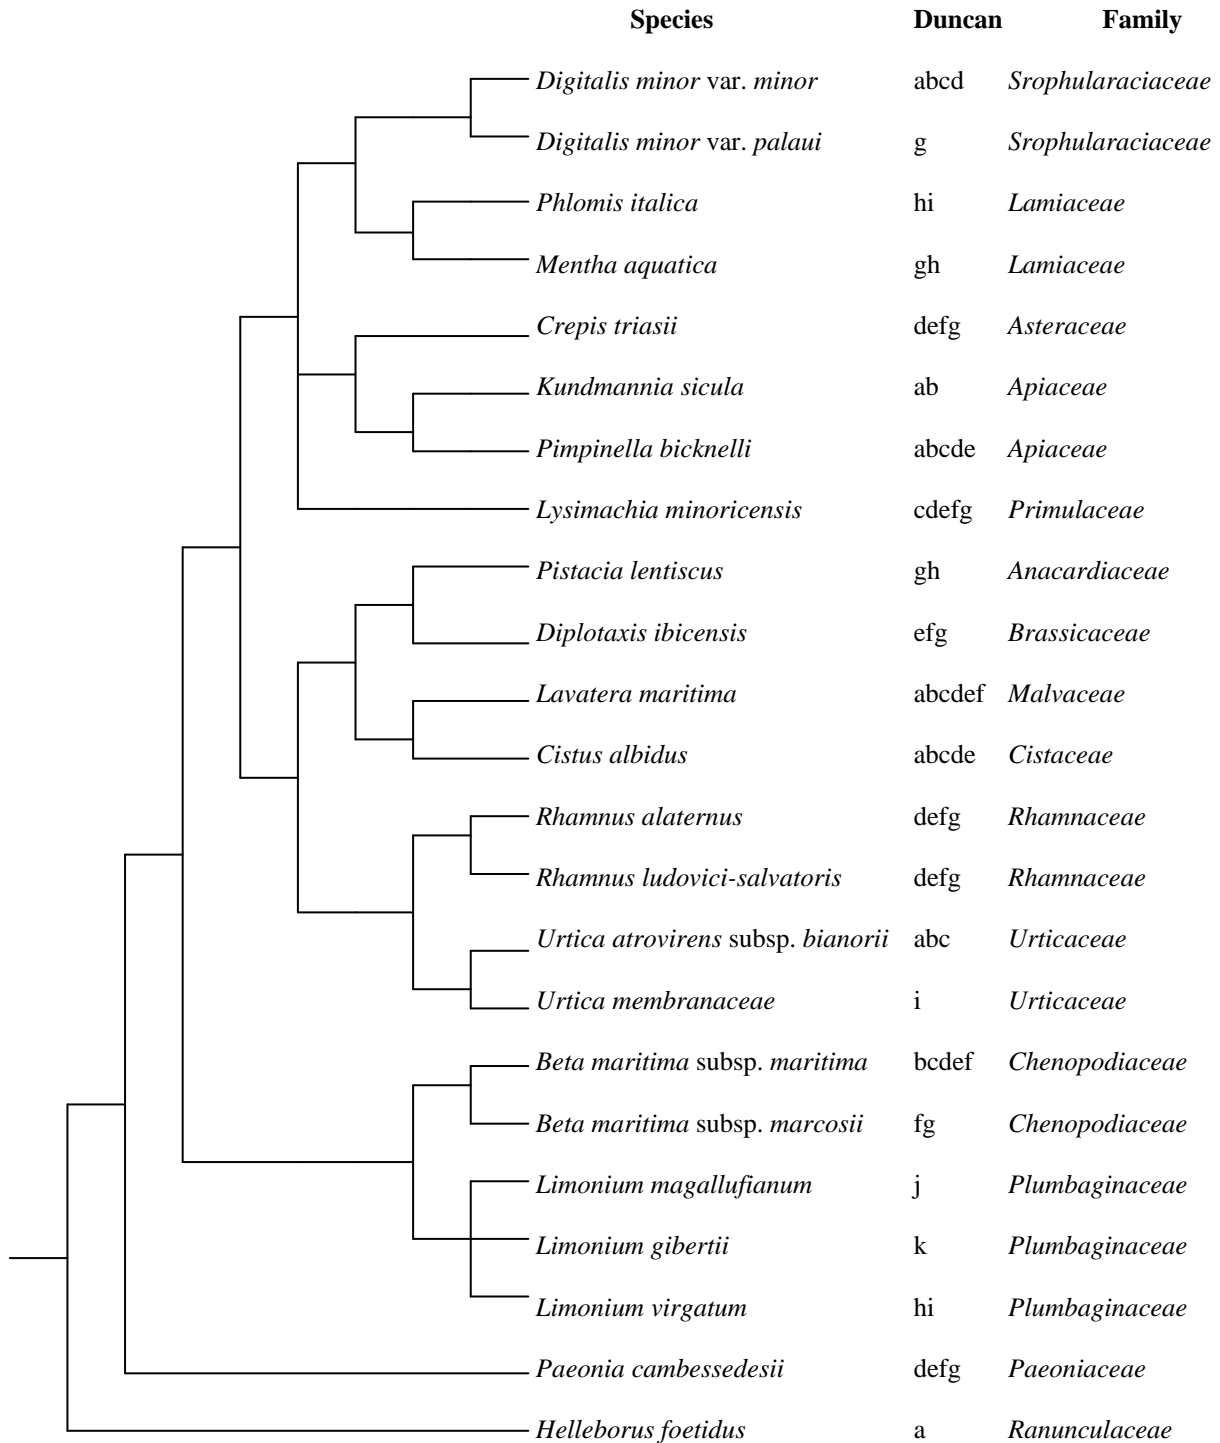 Species Duncan Family
Digitalis minor var. minor abcd Srophularaciaceae
Digitalis minor var. palaui g Srophularaciaceae
Phlomis italica hi Lamiaceae
Mentha aquatica gh Lamiaceae
Crepis triasii defg Asteraceae
Kundmannia sicula ab Apiaceae
Pimpinella bicknelli abcde Apiaceae
Lysimachia minoricensis cdefg Primulaceae
Pistacia lentiscus gh Anacardiaceae
Diplotaxis ibicensis efg Brassicaceae
Lavatera maritima abcdef Malvaceae
Cistus albidus abcde Cistaceae
Rhamnus alaternus defg Rhamnaceae
Rhamnus ludovici-salvatoris defg Rhamnaceae
Urtica atrovirens subsp. bianorii abc Urticaceae
Urtica membranaceae i Urticaceae
Beta maritima subsp. maritima bcdef Chenopodiaceae
Beta maritima subsp. marcosii fg Chenopodiaceae
Limonium magallufianum j Plumbaginaceae
Limonium gibertii k Plumbaginaceae
Limonium virgatum hi Plumbaginaceae
Paeonia cambessedesii defg Paeoniaceae
Helleborus foetidus a Ranunculaceae